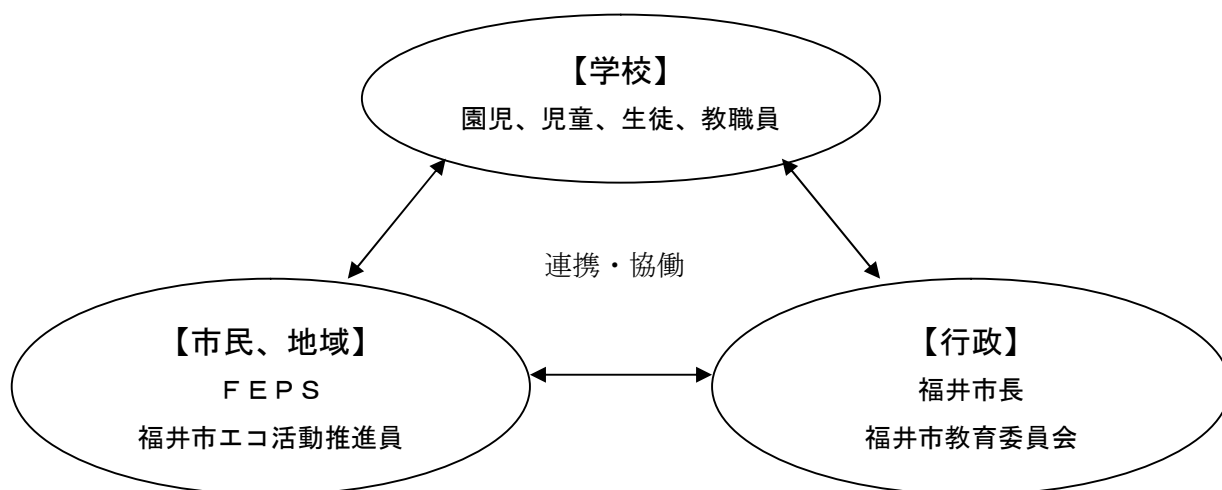 【学校】
園児、児童、生徒、教職員
連携・協働
【市民、地域】
ＦＥＰＳ
福井市エコ活動推進員
【行政】
福井市長
福井市教育委員会